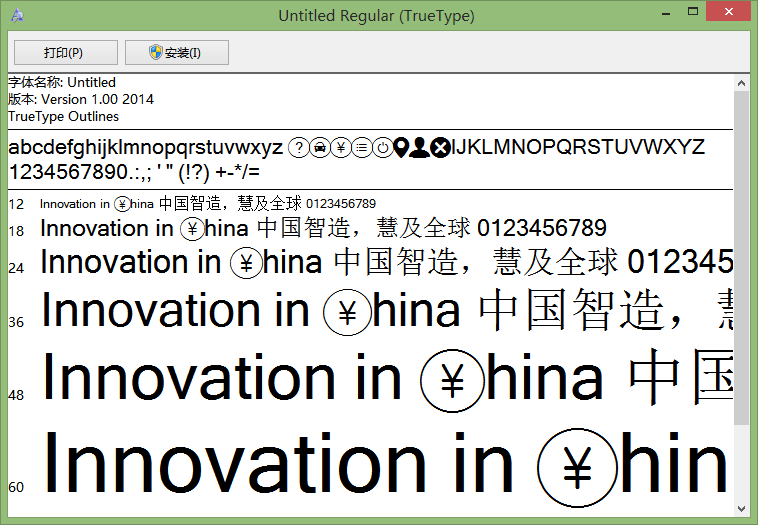 Untitled Regular (TrueType)
打印(P) 安装(I)
字体名称: Untitled
版本: Version 1.00 2014
TrueType Outlines
abcdefghijklmnopqrstuvwxyz ?¥IJKLMNOPQRSTUVWXYZ
1234567890.:,; ' " (!?) +-*/=
12 Innovation in ¥hina 中国智造，慧及全球 0123456789
18 Innovation in ¥hina 中国智造，慧及全球 0123456789
24 Innovation in ¥hina 中国智造，慧及全球 012345
36 Innovation in ¥hina 中国智造，
48 Innovation in ¥hina 中
60 Innovation in ¥hin